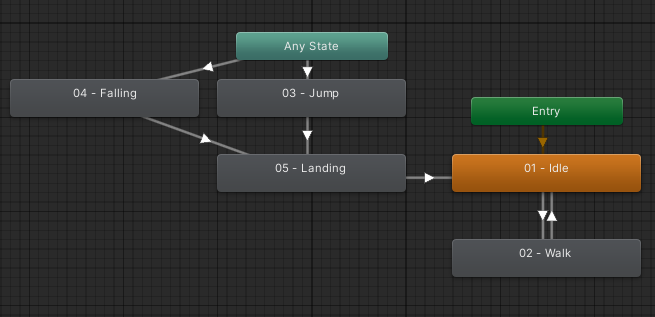 Any State
04 - Falling
03 - Jump
Entry
05 - Landing
01 - Idle
02 - Walk